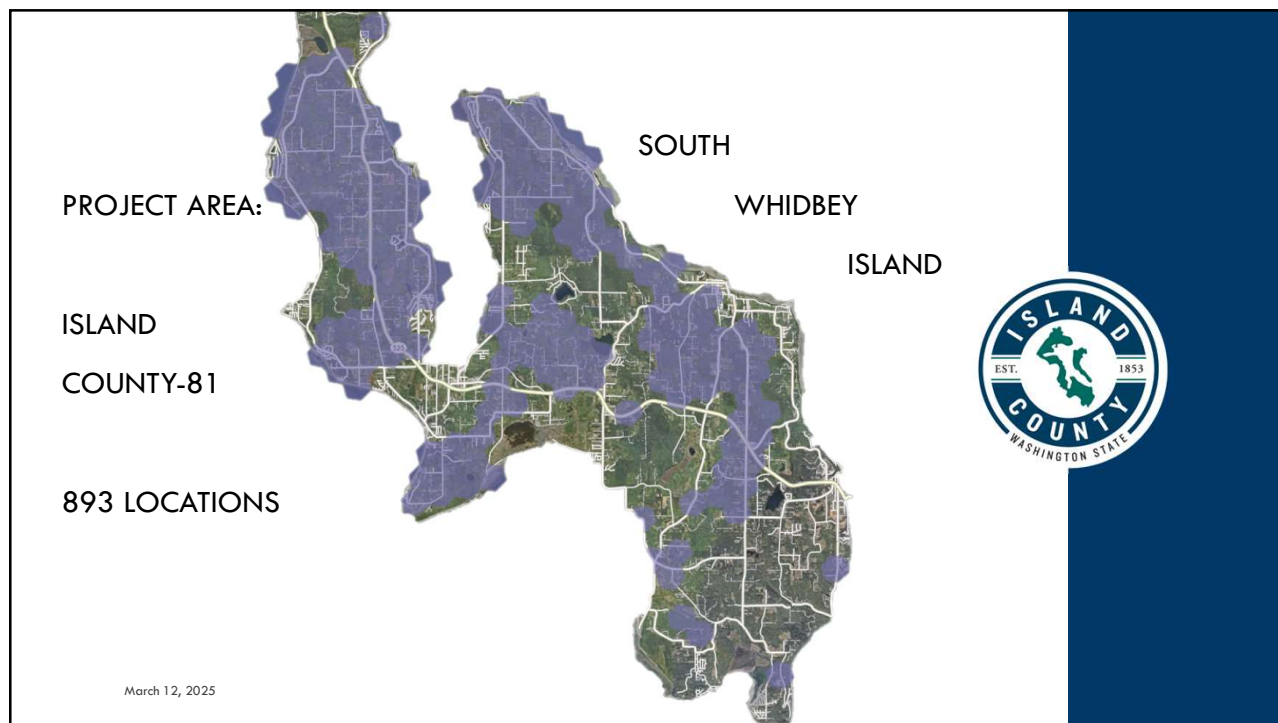 SOUTH
WHIDBEY
ISLAND
PROJECT AREA:
ISLAND
COUNTY-81
893 LOCATIONS
525
ISLAND
EST. 1853
COUNTY
WASHINGTON STATE
March 12, 2025